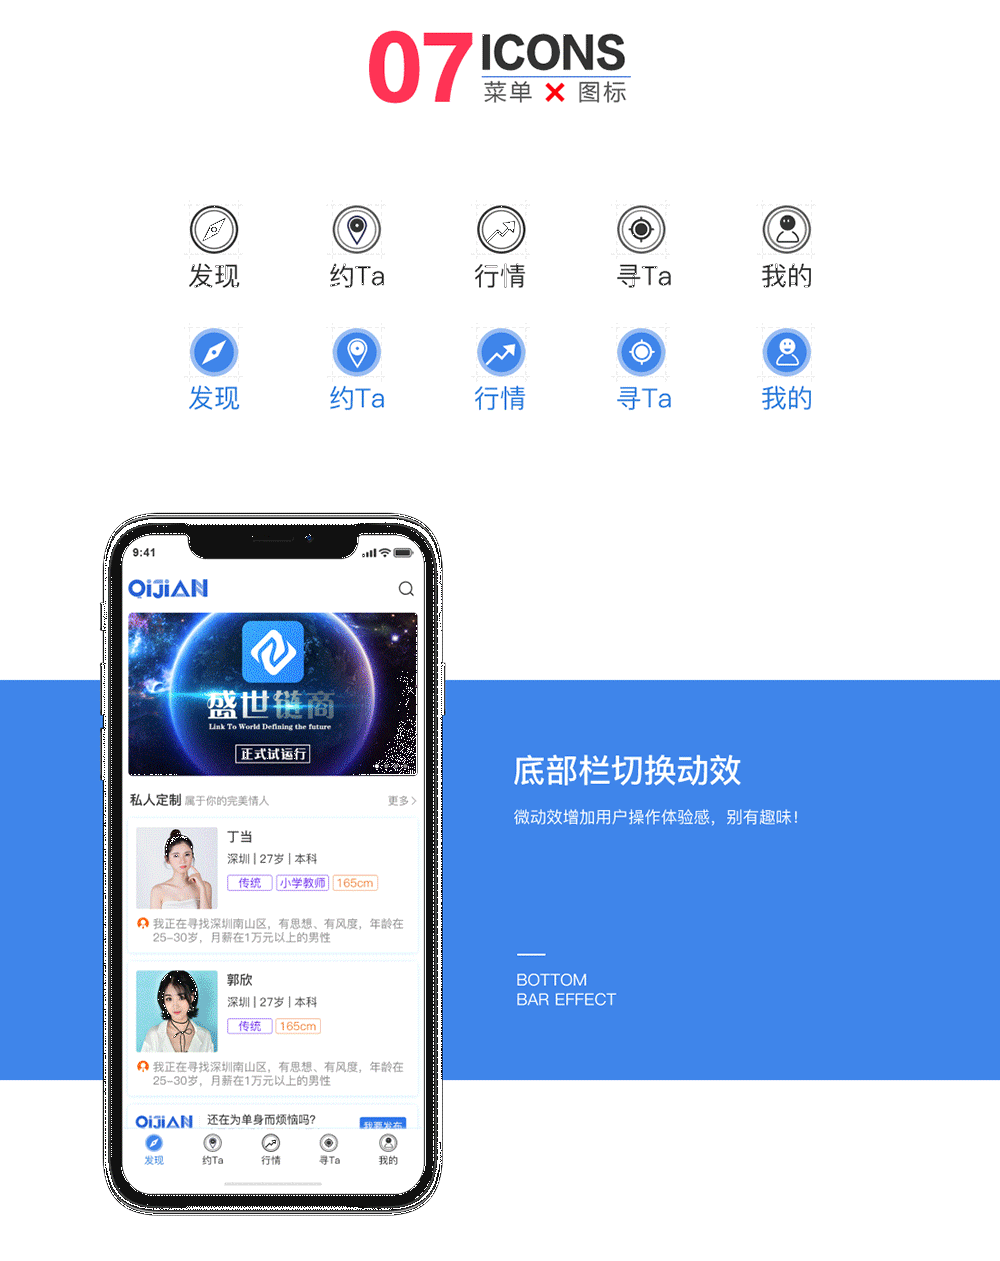 07 ICONS
菜单 × 图标
发现 约Ta 行情 寻Ta 我的
发现 约Ta 行情 寻Ta 我的
9:41
QiJiAN
盛世链商
Link To World Defining the future
正式试运行
私人定制 属于你的完美情人 更多
丁当
深圳 | 27岁 | 本科
传统 小学教师 165cm
我正在寻找深圳南山区，有思想、有风度，年龄在
25-30岁，月薪在1万元以上的男性
郭欣
深圳 | 27岁 | 本科
传统 165cm
我正在寻找深圳南山区，有思想、有风度，年龄在
25-30岁，月薪在1万元以上的男性
QiJiAN 还在为单身而烦恼吗? 我要发布
发现 约Ta 行情 寻Ta 我的
底部栏切换动效
微动效增加用户操作体验感，别有趣味！
BOTTOM
BAR EFFECT